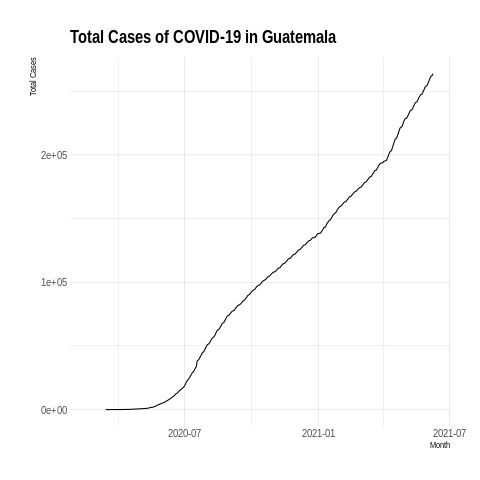 Total Cases of COVID-19 in Guatemala
Total Cases
2e+05
1e+05
0e+00
2020-07 2021-01 2021-07
Month